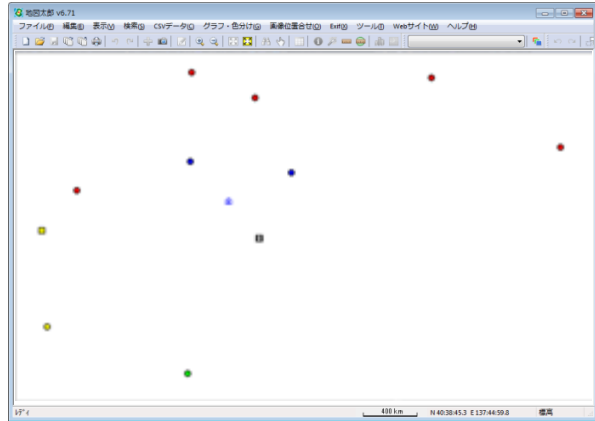 地図太郎 v6.71
ファイル(F) 編集(E) 表示(V) 検索(S) CSVデータ(C) グラフ・色分け(G) 画像位置合せ(I) Exif(X) ツール(T) Webサイト(W) ヘルプ(H)
ﾚﾃﾞｨ 400 km N 40:38:45.3 E 137:44:59.8 標高